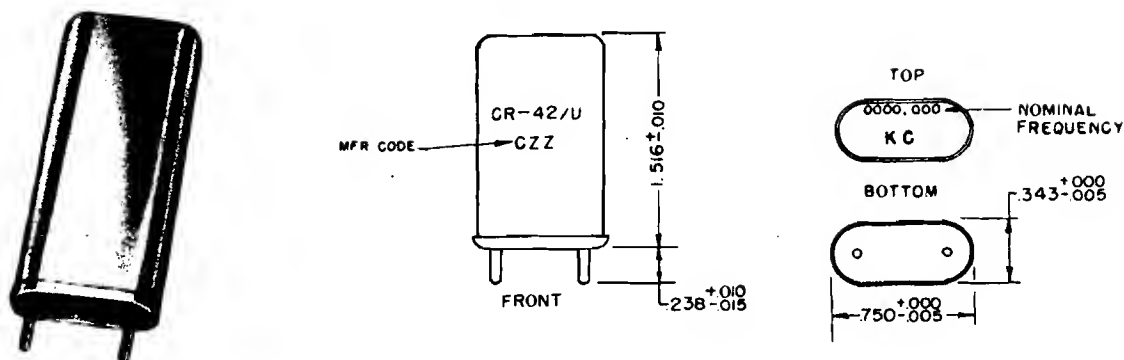 CR-42/U
MFR CODE
CZZ
1.516±.010
FRONT
.238 +.010 -.015
TOP
0000.000
KC
NOMINAL
FREQUENCY
BOTTOM
.343 +.000 -.005
.750 +.000 -.005